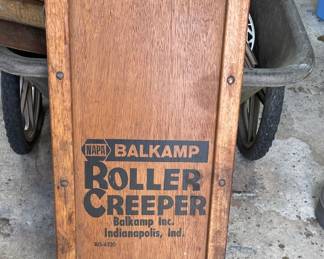 NAPA BALKAMP
ROLLER
CREEPER
Balkamp Inc.
Indianapolis, Ind.